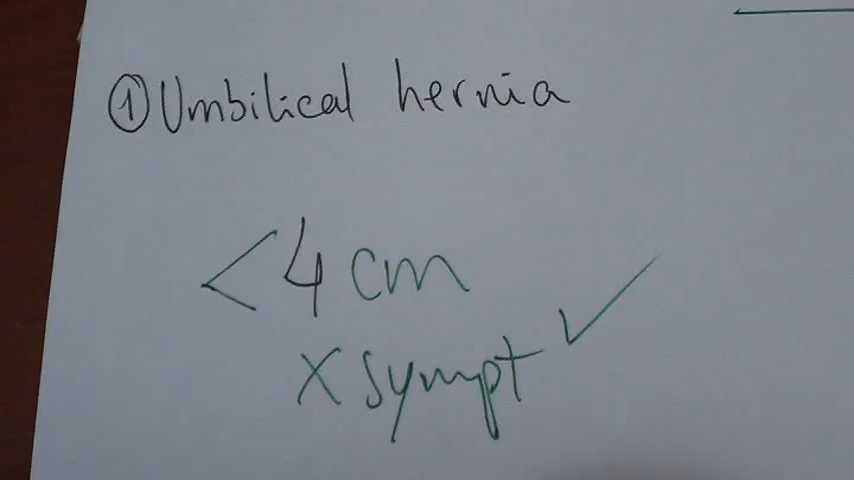 ① Umbilical hernia
< 4 cm
x sympt ✓